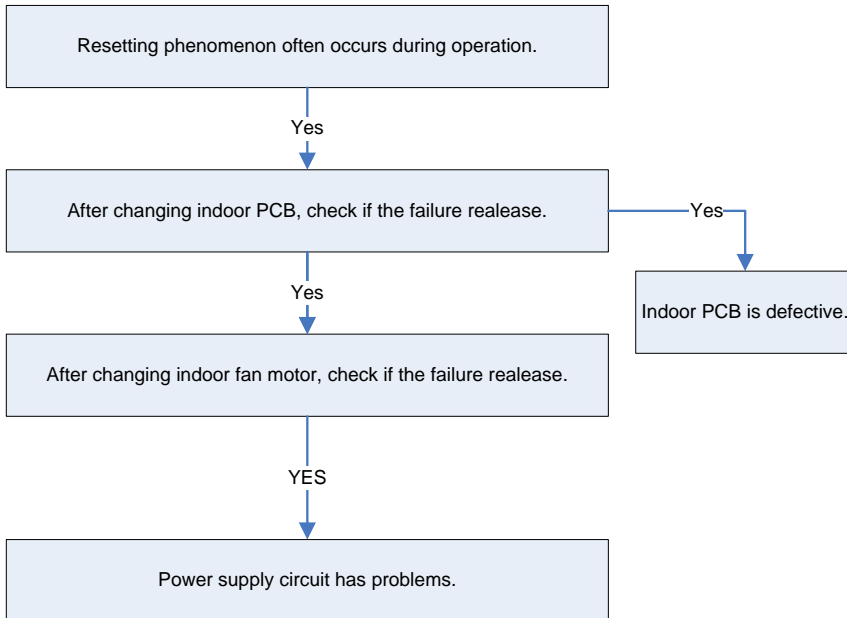 Resetting phenomenon often occurs during operation.
Yes
After changing indoor PCB, check if the failure realease.
Yes
Indoor PCB is defective.
Yes
After changing indoor fan motor, check if the failure realease.
YES
Power supply circuit has problems.